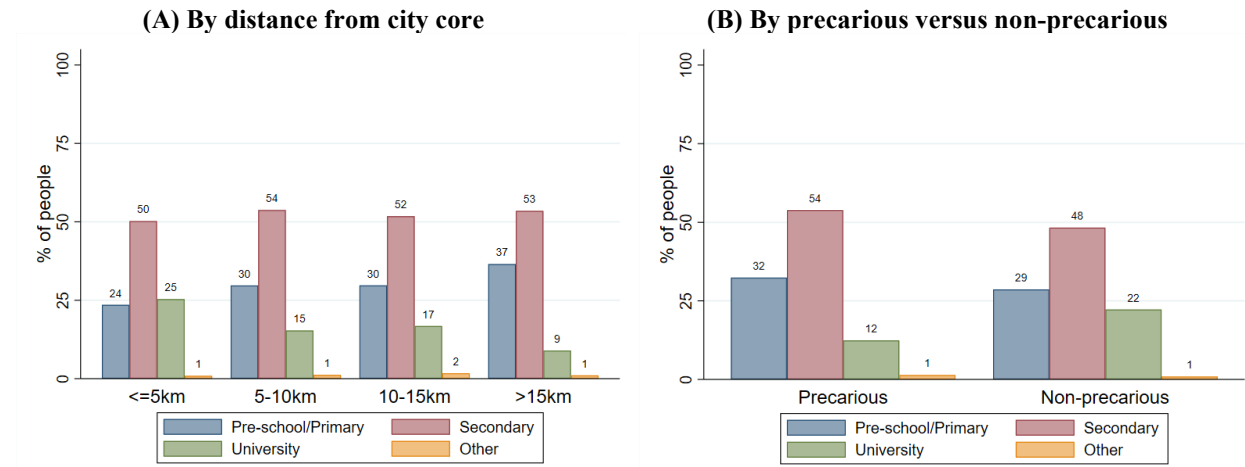 (A) By distance from city core
% of people
100
75
50
25
0
24
50
25
1
30
54
15
1
30
52
17
2
37
53
9
1
<=5km
5-10km
10-15km
>15km
Pre-school/Primary
Secondary
University
Other
(B) By precarious versus non-precarious
% of people
100
75
50
25
0
32
54
12
1
29
48
22
1
Precarious
Non-precarious
Pre-school/Primary
Secondary
University
Other